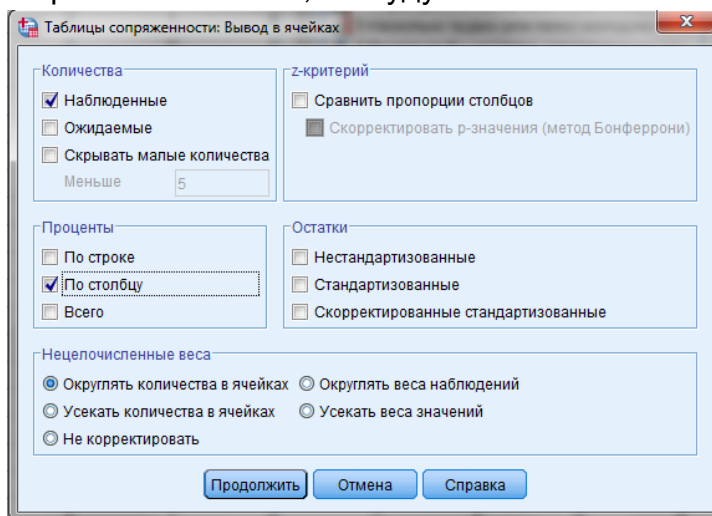 Таблицы сопряженности: Вывод в ячейках
Количества
Наблюденные
Ожидаемые
Скрывать малые количества
Меньше 5
z-критерий
Сравнить пропорции столбцов
Скорректировать p-значения (метод Бонферрони)
Проценты
По строке
По столбцу
Всего
Остатки
Нестандартизованные
Стандартизованные
Скорректированные стандартизованные
Нецелочисленные веса
Округлять количества в ячейках Округлять веса наблюдений
Усекать количества в ячейках Усекать веса значений
Не корректировать
Продолжить Отмена Справка